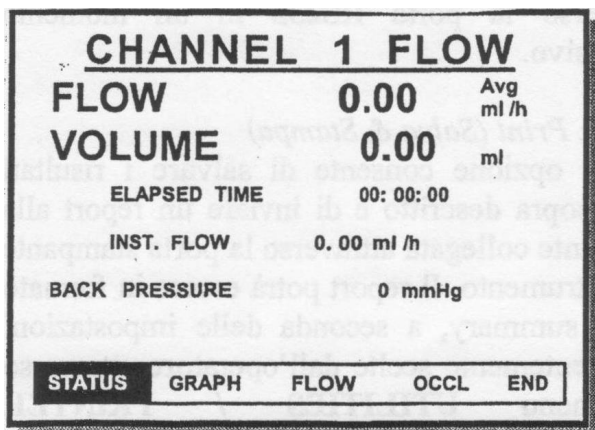 CHANNEL 1 FLOW
FLOW 0.00 Avg ml /h
VOLUME 0.00 ml
ELAPSED TIME 00: 00: 00
INST. FLOW 0. 00 ml /h
BACK PRESSURE 0 mmHg
STATUS GRAPH FLOW OCCL END